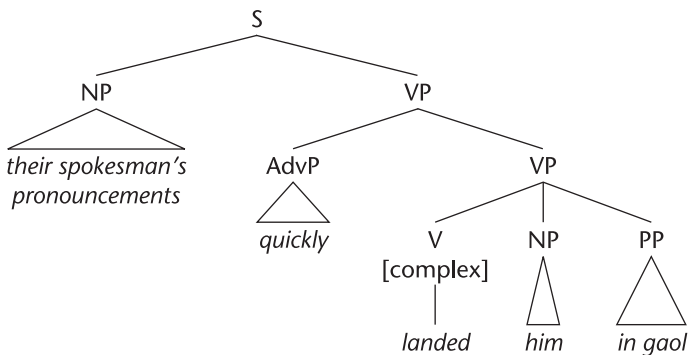 S
NP VP
their spokesman's
pronouncements
AdvP VP
quickly
V NP PP
[complex]
landed him in gaol